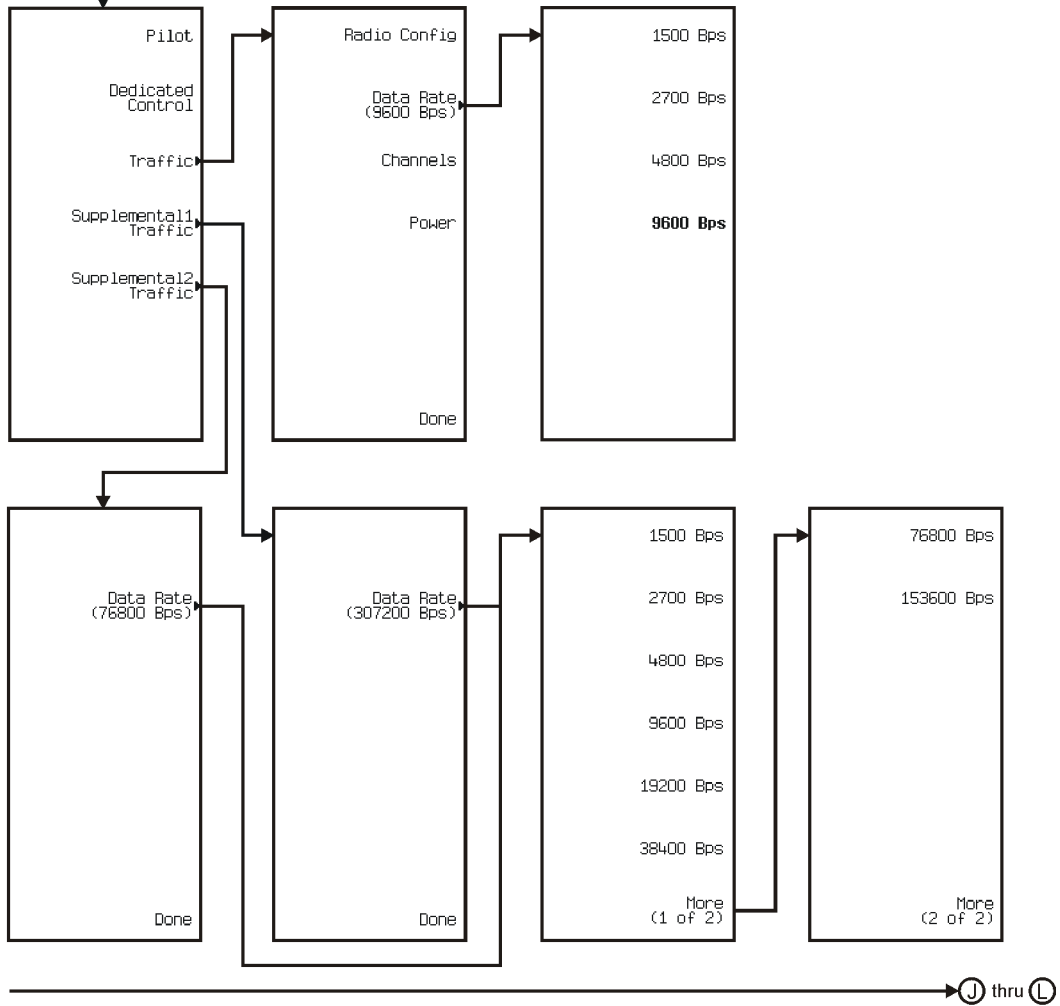 Pilot
Dedicated
Control
Traffic
Supplemental1
Traffic
Supplemental2
Traffic
Radio Config
Data Rate
(9600 Bps)
Channels
Power
Done
1500 Bps
2700 Bps
4800 Bps
9600 Bps
Data Rate
(76800 Bps)
Done
Data Rate
(307200 Bps)
Done
1500 Bps
2700 Bps
4800 Bps
9600 Bps
19200 Bps
38400 Bps
More
(1 of 2)
76800 Bps
153600 Bps
More
(2 of 2)
J thru L